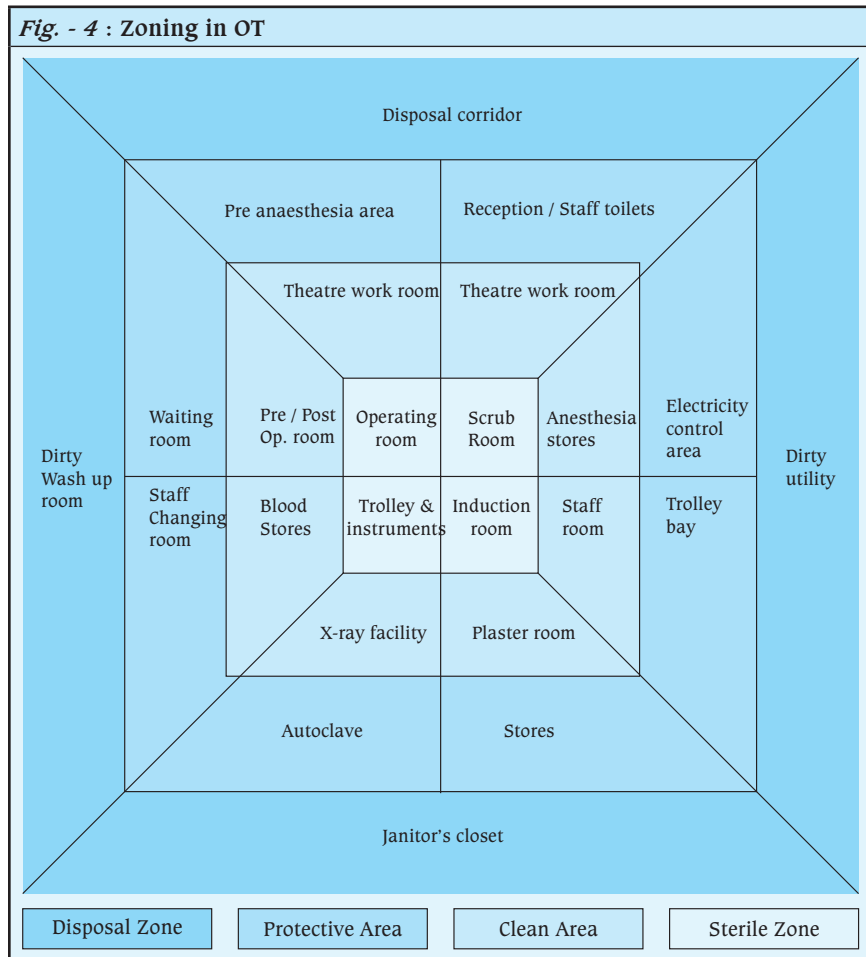 Fig. - 4 : Zoning in OT
Disposal corridor
Pre anaesthesia area
Reception / Staff toilets
Theatre work room
Theatre work room
Waiting
room
Pre / Post
Op. room
Operating
room
Scrub
Room
Anesthesia
stores
Electricity
control
area
Dirty
Wash up
room
Dirty
utility
Staff
Changing
room
Blood
Stores
Trolley &
instruments
Induction
room
Staff
room
Trolley
bay
X-ray facility
Plaster room
Autoclave
Stores
Janitor's closet
Disposal Zone
Protective Area
Clean Area
Sterile Zone